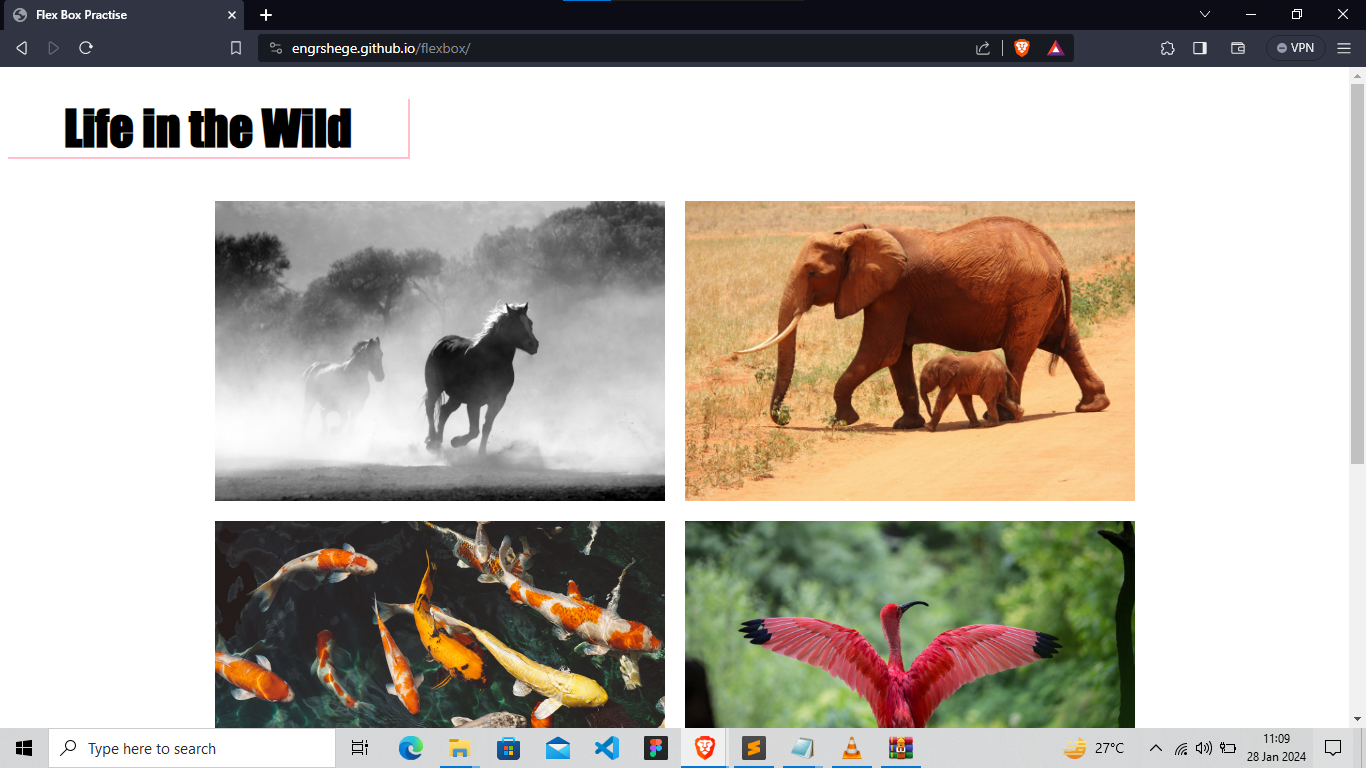 Flex Box Practise
engrshege.github.io/flexbox/
VPN
Life in the Wild
Type here to search
27°C
11:09
28 Jan 2024